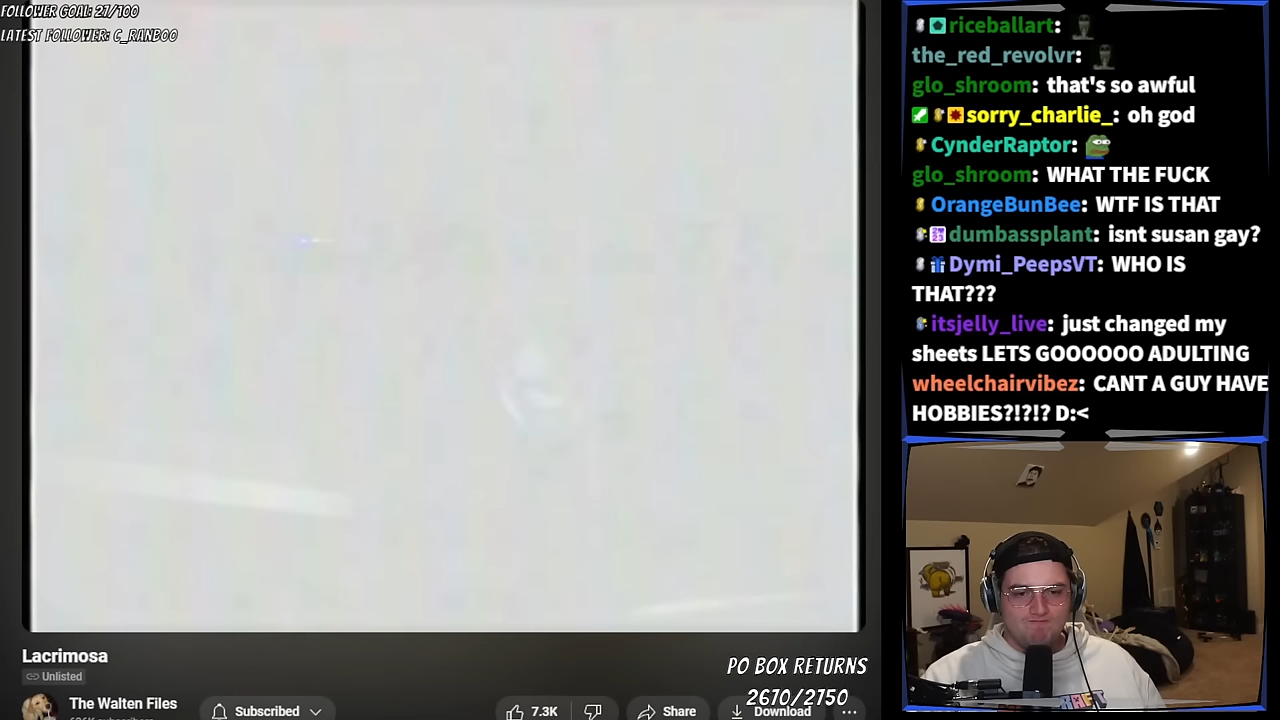 FOLLOWER GOAL: 27/100
LATEST FOLLOWER: C_RANBOO
riceballart:
the_red_revolvr:
glo_shroom: that's so awful
sorry_charlie_: oh god
CynderRaptor:
glo_shroom: WHAT THE FUCK
OrangeBunBee: WTF IS THAT
dumbassplant: isnt susan gay?
Dymi_PeepsVT: WHO IS
THAT???
itsjelly_live: just changed my
sheets LETS GOOOOOO ADULTING
wheelchairvibez: CANT A GUY HAVE
HOBBIES?!?!? D:<
Lacrimosa
Unlisted
PO BOX RETURNS
2670/2750
The Walten Files
Subscribed
7.3K
Share
Download